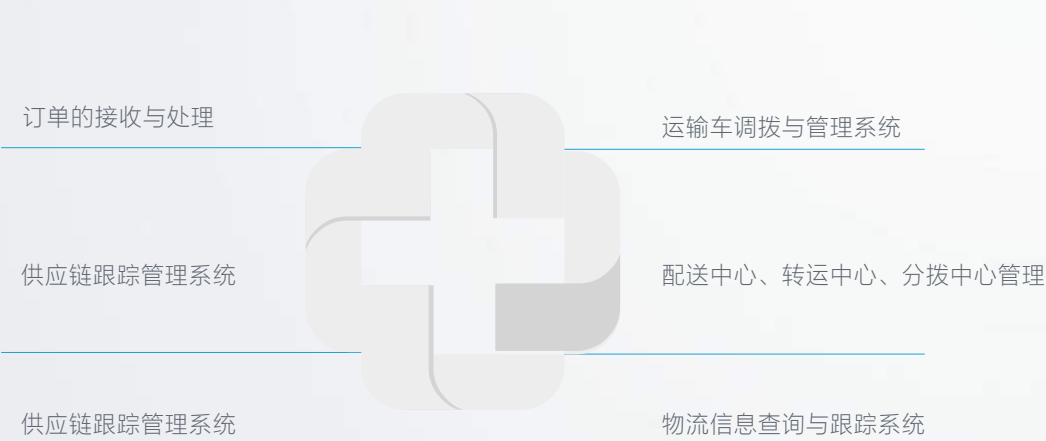 订单的接收与处理
运输车调拨与管理系统
供应链跟踪管理系统
配送中心、转运中心、分拨中心管理
供应链跟踪管理系统
物流信息查询与跟踪系统